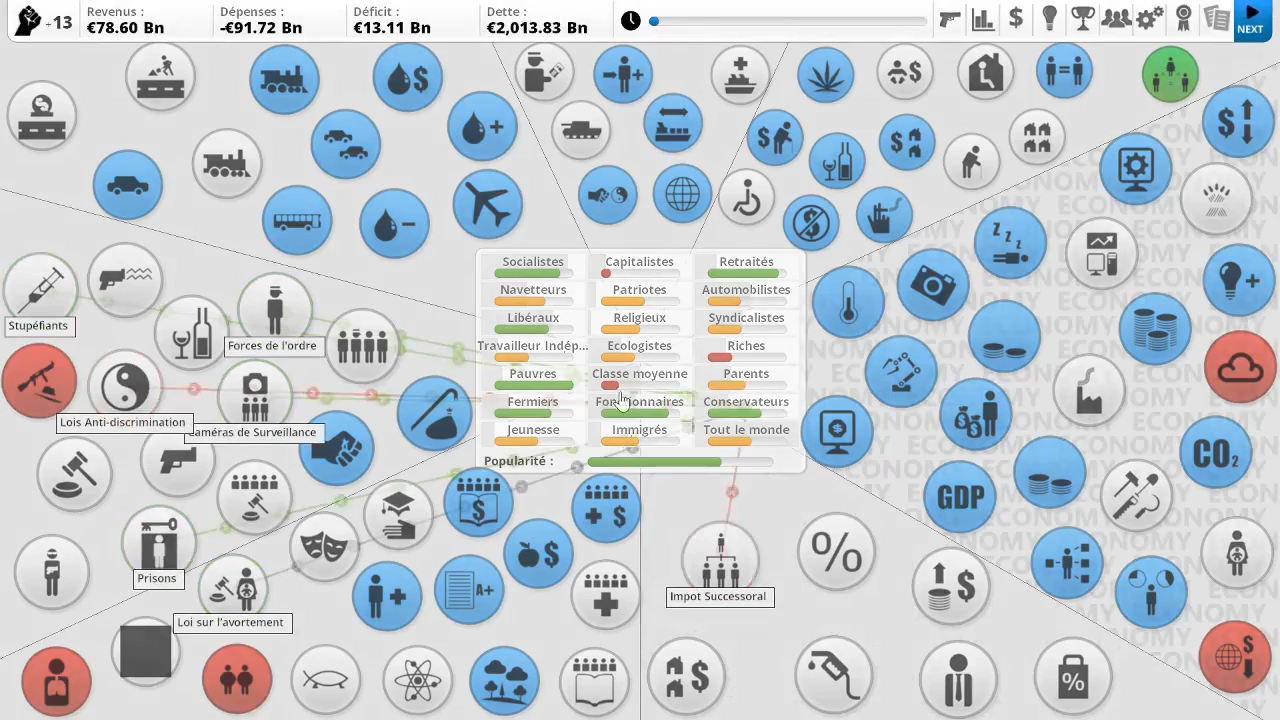 +13
Revenus :
€78.60 Bn
Dépenses :
-€91.72 Bn
Déficit :
€13.11 Bn
Dette :
€2,013.83 Bn
NEXT
Socialistes
Capitalistes
Retraités
Navetteurs
Patriotes
Automobilistes
Libéraux
Religieux
Syndicalistes
Travailleur Indép...
Ecologistes
Riches
Pauvres
Classe moyenne
Parents
Fermiers
Conservateurs
Jeunesse
Immigrés
Tout le monde
Popularité :
Stupéfiants
Forces de l'ordre
Lois Anti-discrimination
Caméras de Surveillance
Prisons
Loi sur l'avortement
Impot Successoral
ECONOMY
GDP
CO₂
A+